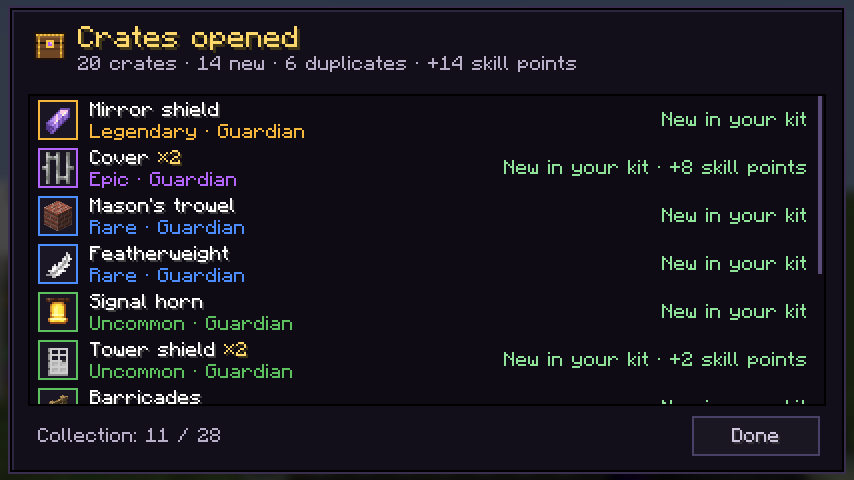 Crates opened
20 crates · 14 new · 6 duplicates · +14 skill points
Mirror shield
New in your kit
Legendary · Guardian
Cover ×2
New in your kit · +8 skill points
Epic · Guardian
Mason's trowel
New in your kit
Rare · Guardian
Featherweight
New in your kit
Rare · Guardian
Signal horn
New in your kit
Uncommon · Guardian
Tower shield ×2
New in your kit · +2 skill points
Uncommon · Guardian
Barricades
Collection: 11 / 28
Done